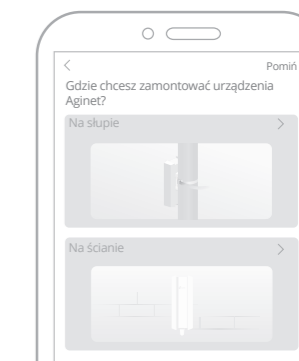 Pomiń
Gdzie chcesz zamontować urządzenia
Aginet?
Na słupie
Na ścianie